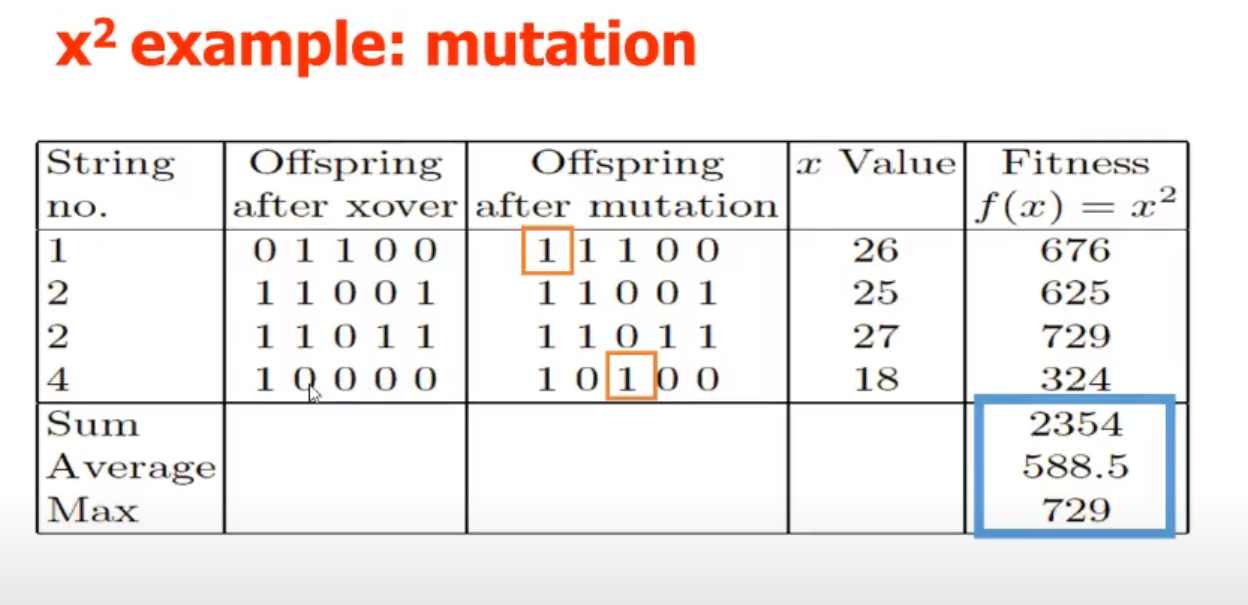 x² example: mutation
String Offspring Offspring x Value Fitness
no. after xover after mutation f(x) = x²
1 0 1 1 0 0 1 1 1 0 0 26 676
2 1 1 0 0 1 1 1 0 0 1 25 625
2 1 1 0 1 1 1 1 0 1 1 27 729
4 1 0 0 0 0 1 0 1 0 0 18 324
Sum 2354
Average 588.5
Max 729